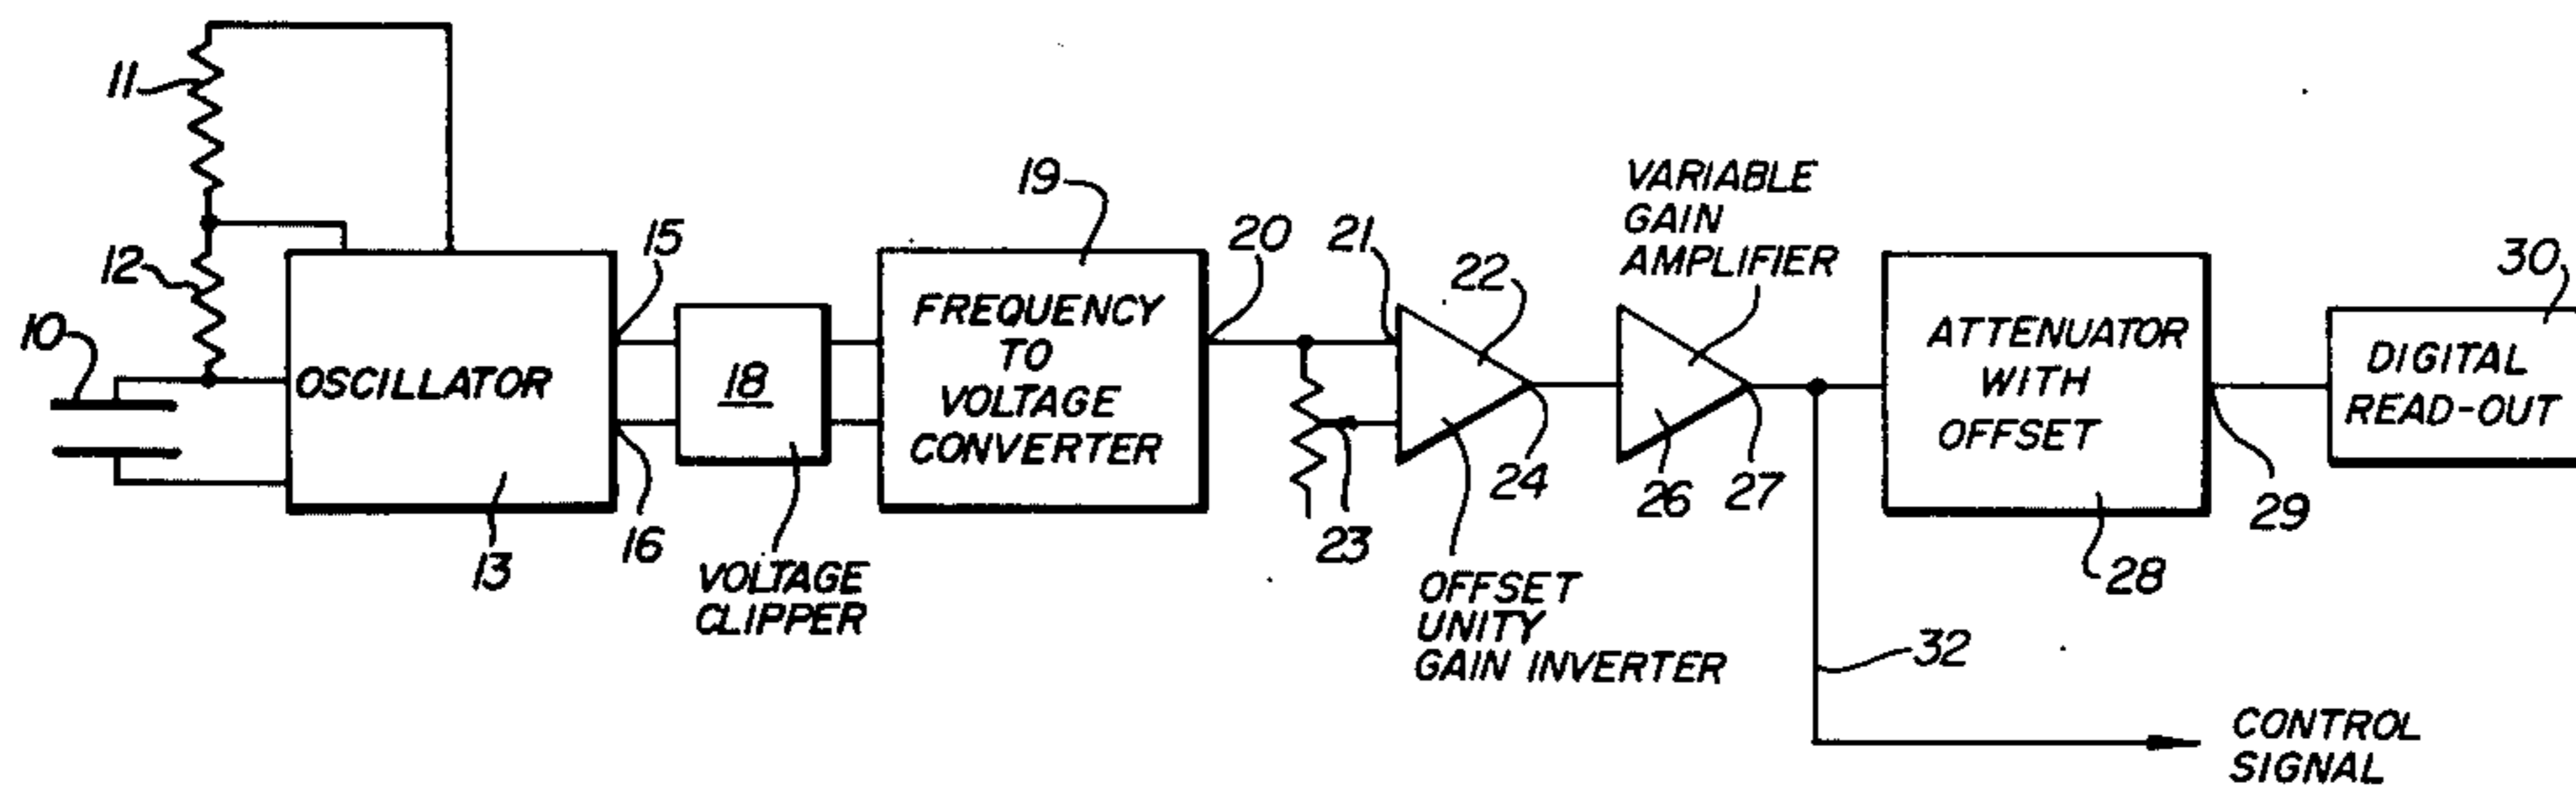 11
12
10
OSCILLATOR
13
15
16
18
VOLTAGE
CLIPPER
19
FREQUENCY
TO
VOLTAGE
CONVERTER
20
21
22
23
24
OFFSET
UNITY
GAIN INVERTER
VARIABLE
GAIN
AMPLIFIER
26
27
ATTENUATOR
WITH
OFFSET
28
29
30
DIGITAL
READ-OUT
32
CONTROL
SIGNAL